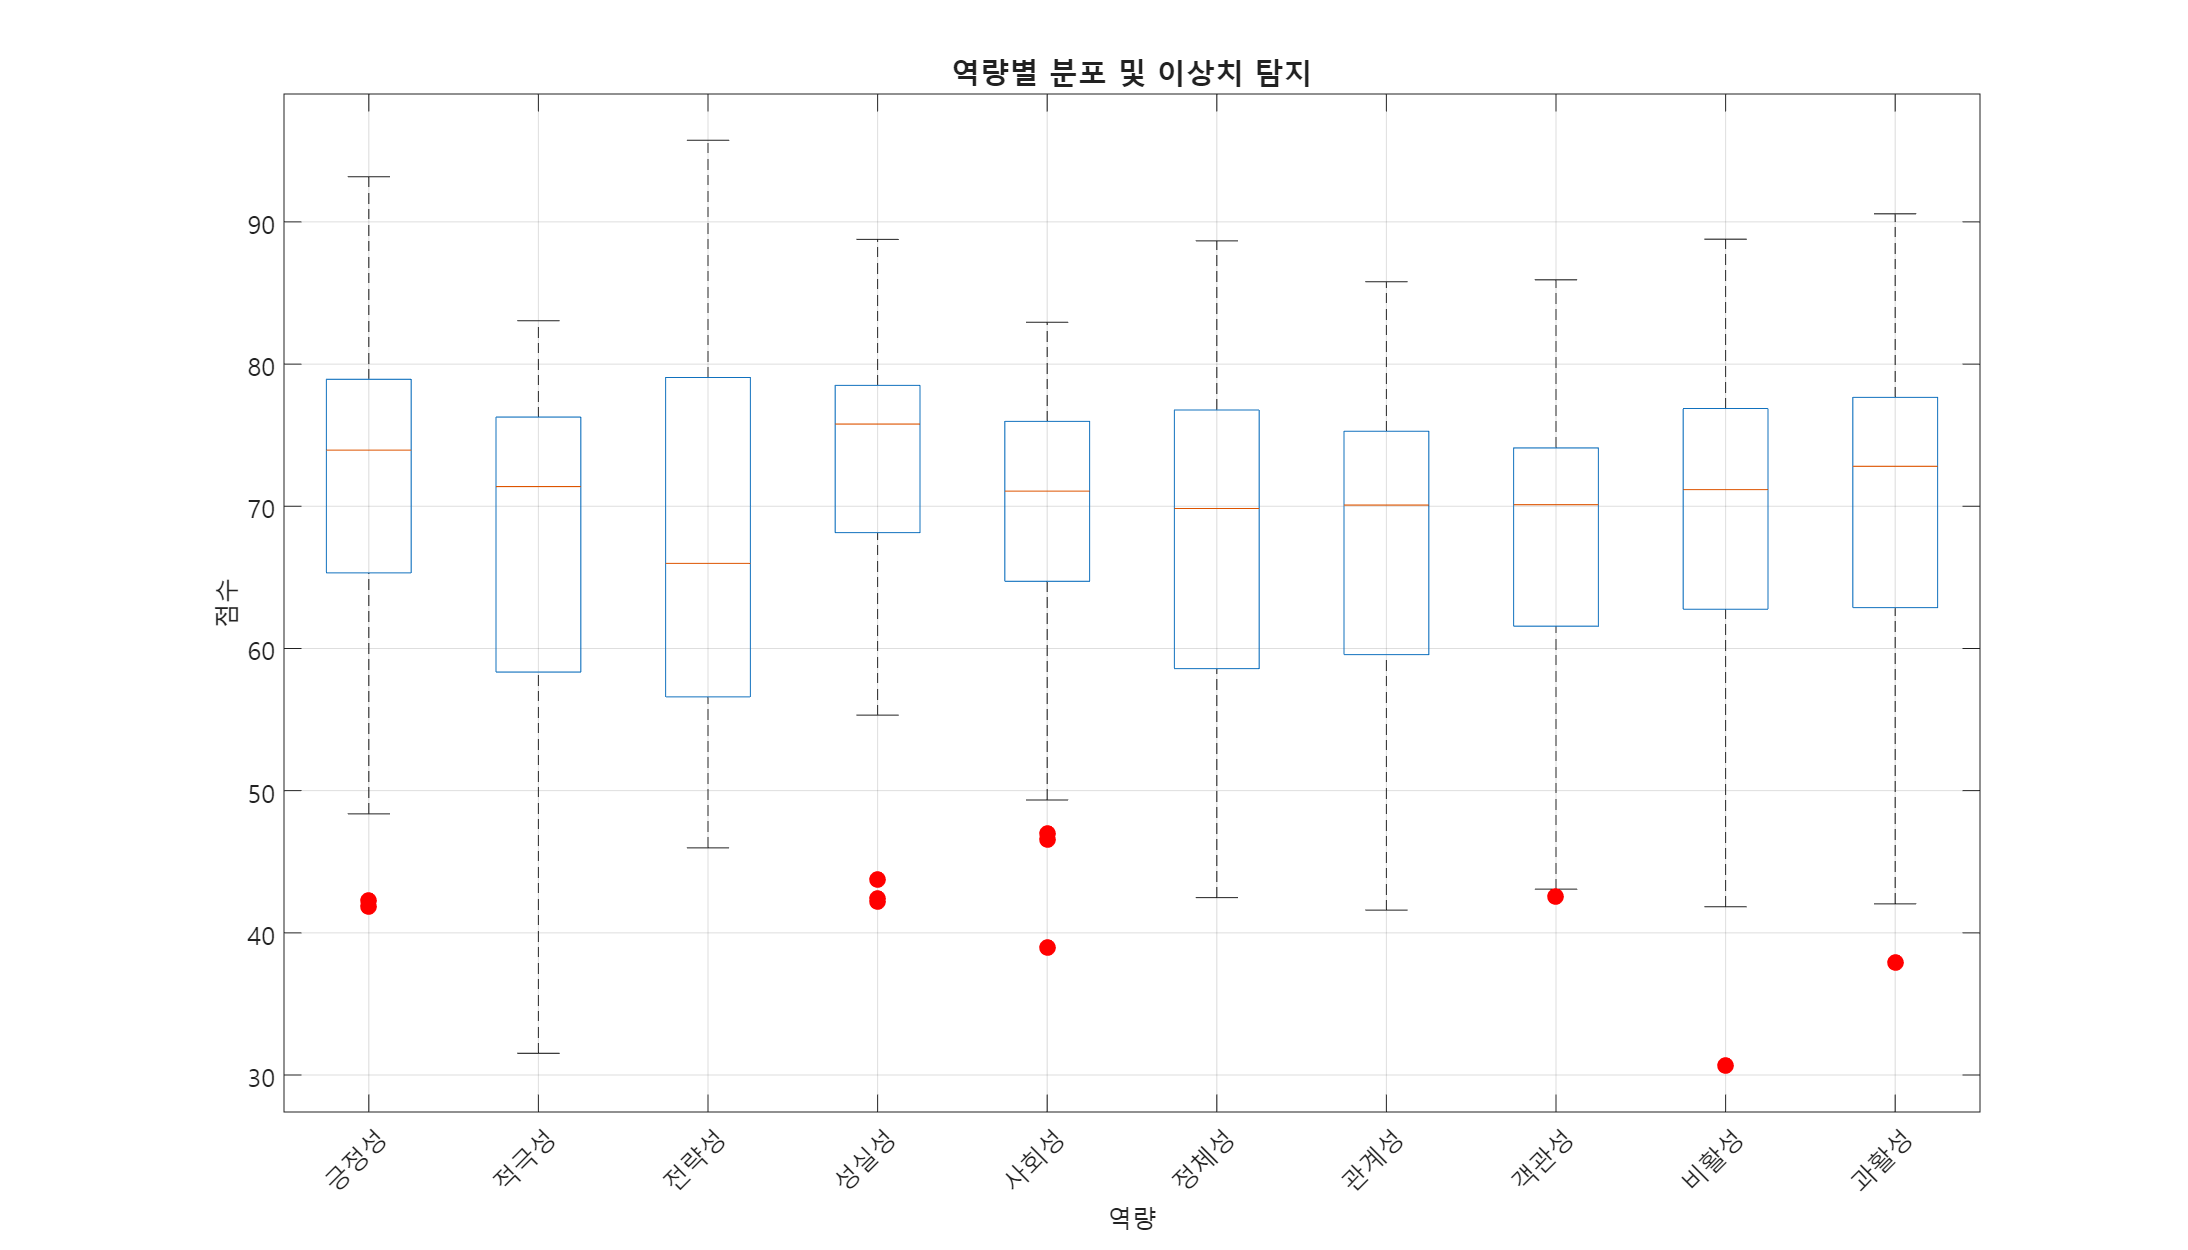 역량별 분포 및 이상치 탐지
90
80
70
60
50
40
30
점수
긍정성
적극성
전략성
성실성
사회성
정체성
관계성
객관성
비활성
과활성
역량